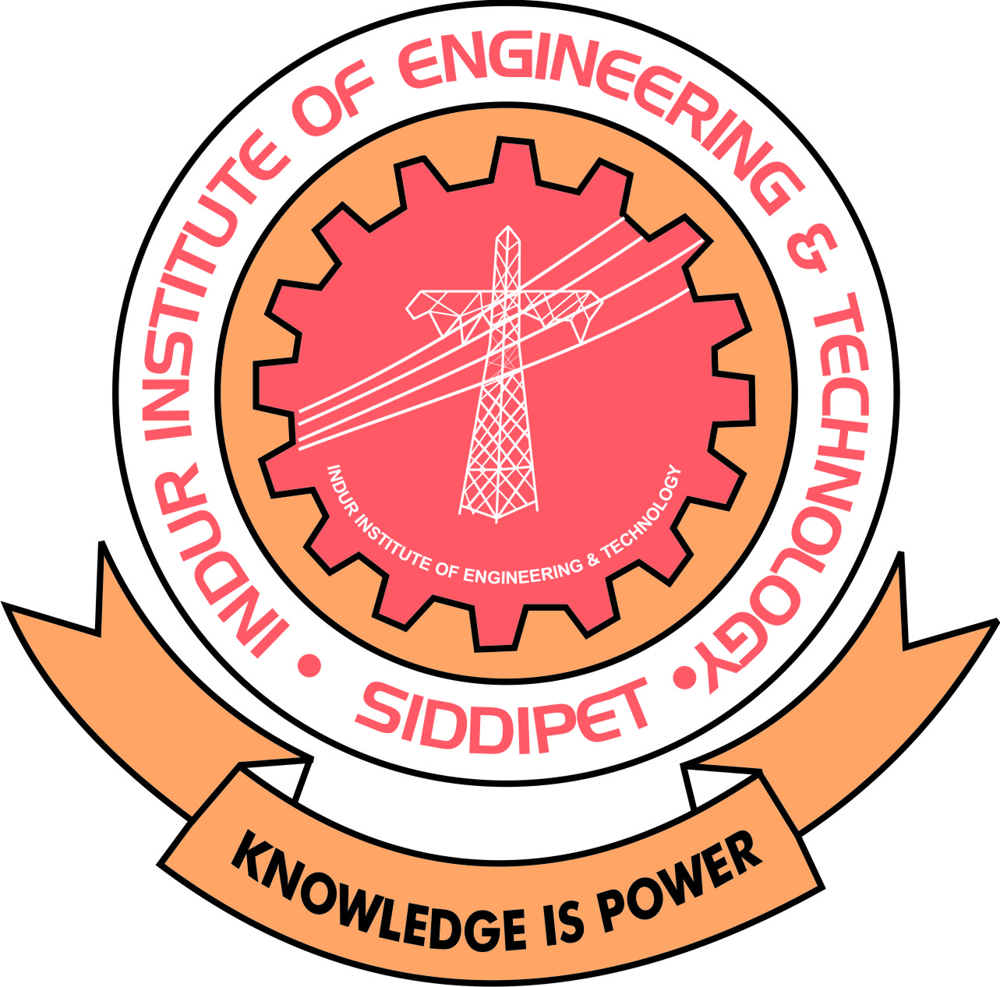 INDUR INSTITUTE OF ENGINEERING & TECHNOLOGY
• SIDDIPET •
INDUR INSTITUTE OF ENGINEERING & TECHNOLOGY
KNOWLEDGE IS POWER